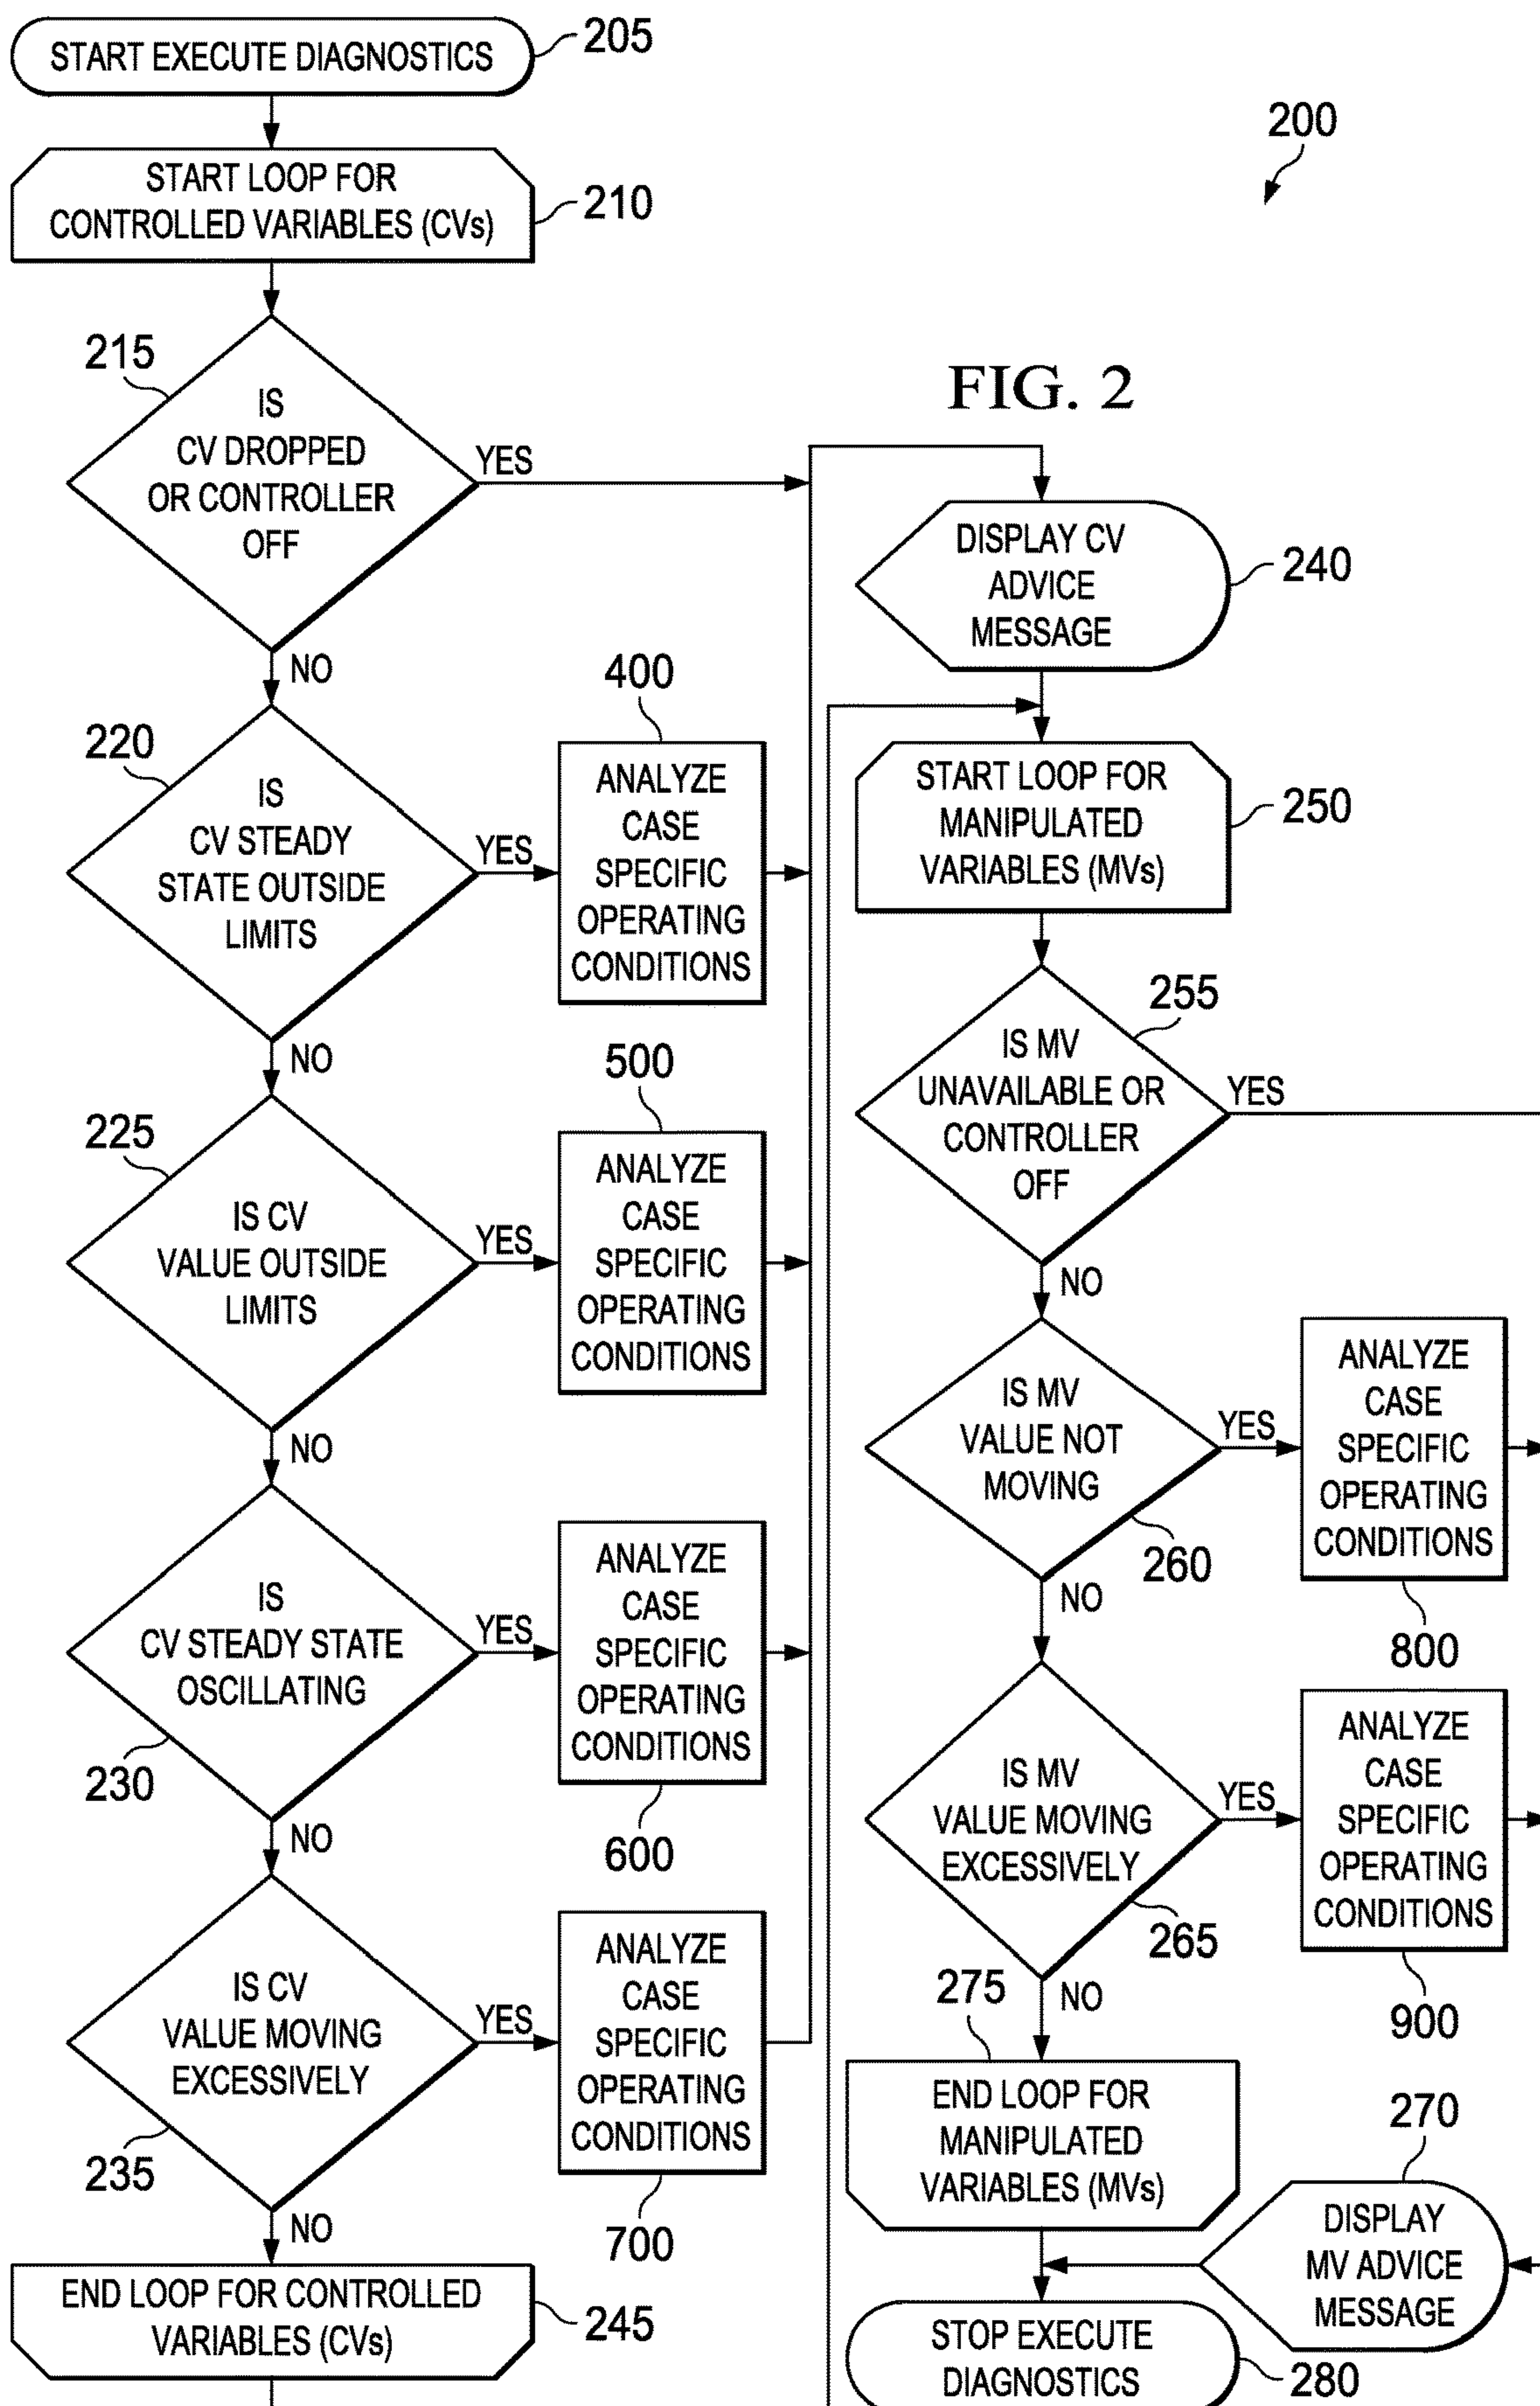 START EXECUTE DIAGNOSTICS
205
200
START LOOP FOR
CONTROLLED VARIABLES (CVs)
210
215
IS
CV DROPPED
OR CONTROLLER
OFF
YES
NO
220
IS
CV STEADY
STATE OUTSIDE
LIMITS
YES
NO
400
ANALYZE
CASE
SPECIFIC
OPERATING
CONDITIONS
225
IS CV
VALUE OUTSIDE
LIMITS
YES
NO
500
ANALYZE
CASE
SPECIFIC
OPERATING
CONDITIONS
IS
CV STEADY STATE
OSCILLATING
230
YES
NO
ANALYZE
CASE
SPECIFIC
OPERATING
CONDITIONS
600
IS CV
VALUE MOVING
EXCESSIVELY
235
YES
NO
ANALYZE
CASE
SPECIFIC
OPERATING
CONDITIONS
700
END LOOP FOR CONTROLLED
VARIABLES (CVs)
245
FIG. 2
DISPLAY CV
ADVICE
MESSAGE
240
START LOOP FOR
MANIPULATED
VARIABLES (MVs)
250
255
IS MV
UNAVAILABLE OR
CONTROLLER
OFF
YES
NO
IS MV
VALUE NOT
MOVING
260
YES
NO
ANALYZE
CASE
SPECIFIC
OPERATING
CONDITIONS
800
IS MV
VALUE MOVING
EXCESSIVELY
265
YES
NO
ANALYZE
CASE
SPECIFIC
OPERATING
CONDITIONS
900
275
END LOOP FOR
MANIPULATED
VARIABLES (MVs)
270
DISPLAY
MV ADVICE
MESSAGE
STOP EXECUTE
DIAGNOSTICS
280